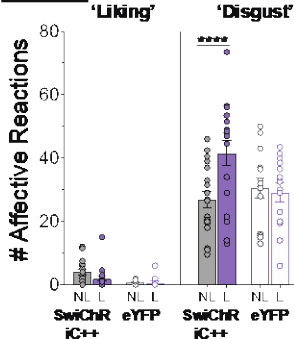 'Liking' 'Disgust'
****
# Affective Reactions
80
60
40
20
0
NL L NL L NL L NL L
SwiChR eYFP SwiChR eYFP
iC++ iC++